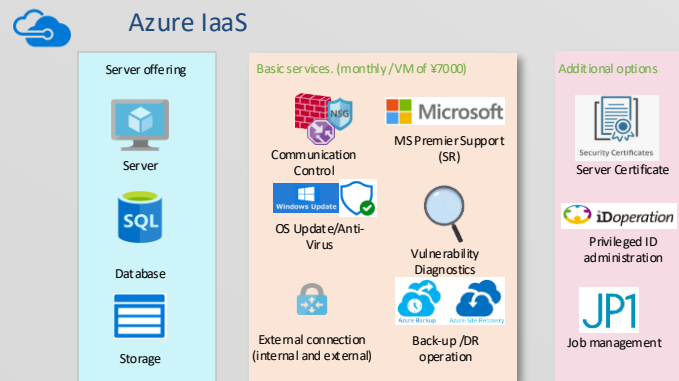 Azure IaaS
Server offering
Server
SQL
Database
Storage
Basic services. (monthly/VM of ¥7000)
NSG
Communication
Control
Microsoft
MS Premier Support
(SR)
Windows Update
OS Update/Anti-
Virus
Vulnerability
Diagnostics
External connection
(internal and external)
Azure Backup
Azure Site Recovery
Back-up /DR
operation
Additional options
Security Certificates
Server Certificate
iDoperation
Privileged ID
administration
JP1
Job management